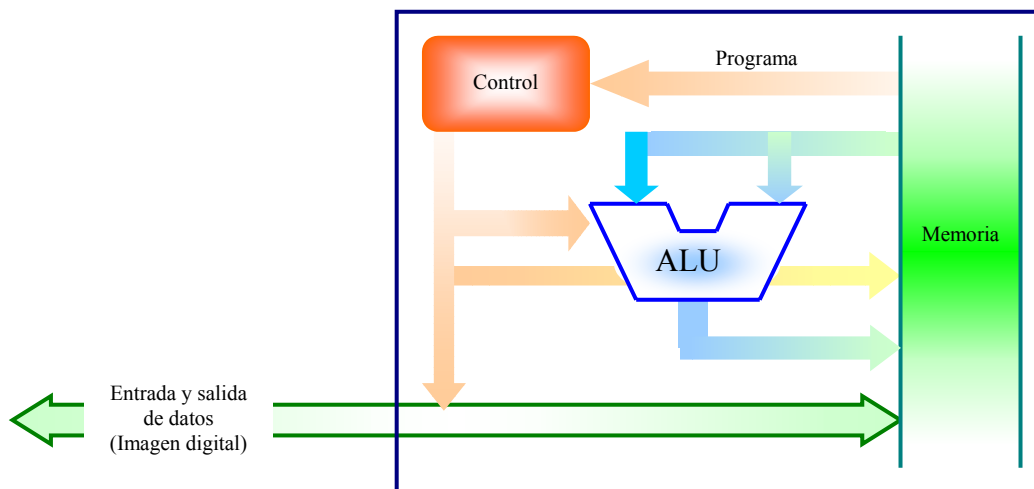 Programa
Control
Memoria
ALU
Entrada y salida
de datos
(Imagen digital)